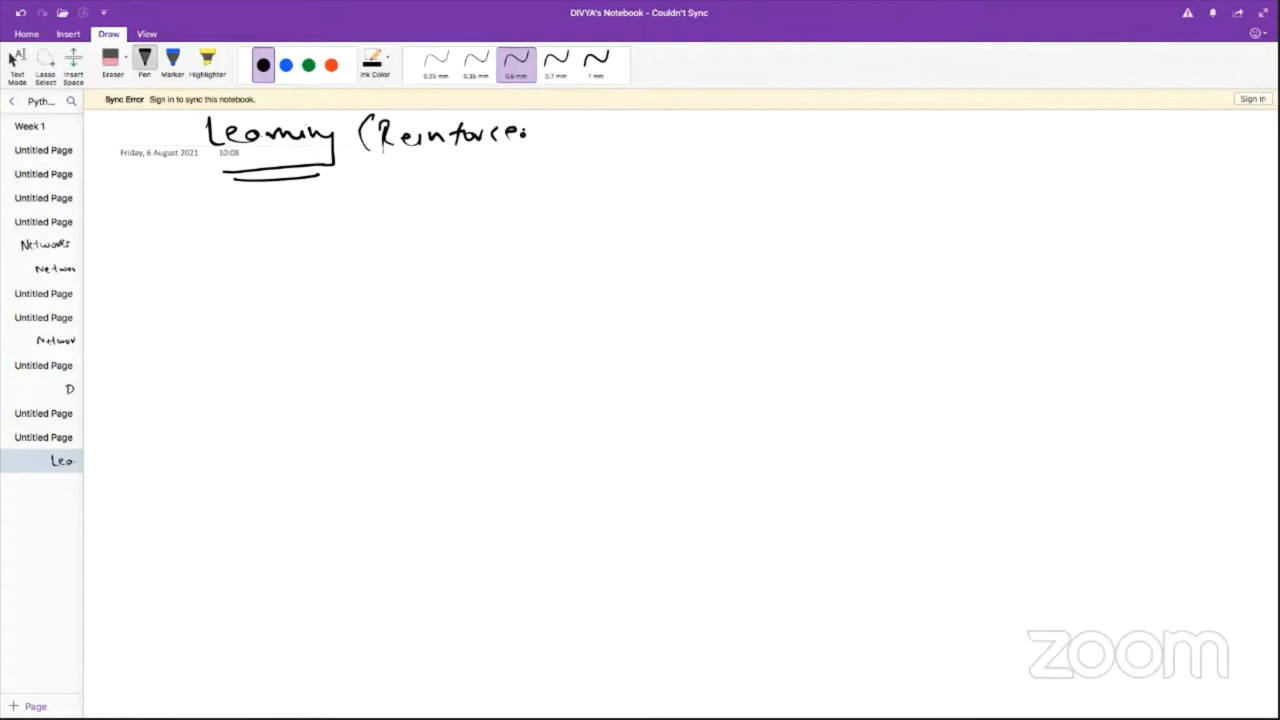 DIVYA's Notebook - Couldn't Sync
Home Insert Draw View
Text Mode
Lasso Select
Insert Space
Eraser
Pen
Marker
Highlighter
Ink Color
0.25 mm
0.35 mm
0.5 mm
0.7 mm
1 mm
Pyth...
Sync Error Sign in to sync this notebook.
Sign in
Week 1
Untitled Page
Untitled Page
Untitled Page
Untitled Page
Networks
Networ
Untitled Page
Untitled Page
Networ
Untitled Page
D
Untitled Page
Untitled Page
Lea
Page
Learning (Reinforce
Friday, 6 August 2021 10:08
zoom